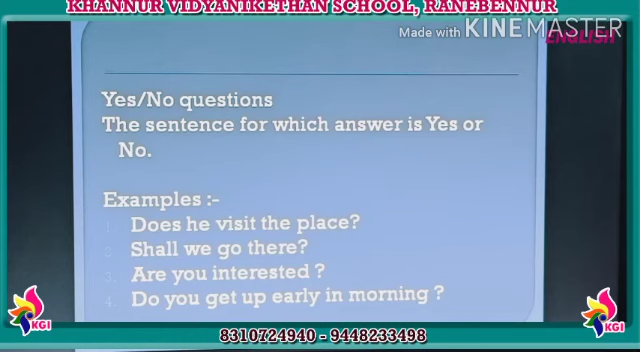 KHANNUR VIDYANIKETHAN SCHOOL, RANEBENNUR
Made with KINEMASTER
ENGLISH
Yes/No questions
The sentence for which answer is Yes or
No.
Examples :-
1. Does he visit the place?
2. Shall we go there?
3. Are you interested ?
4. Do you get up early in morning ?
KGI
KGI
8310724940 - 9448233498